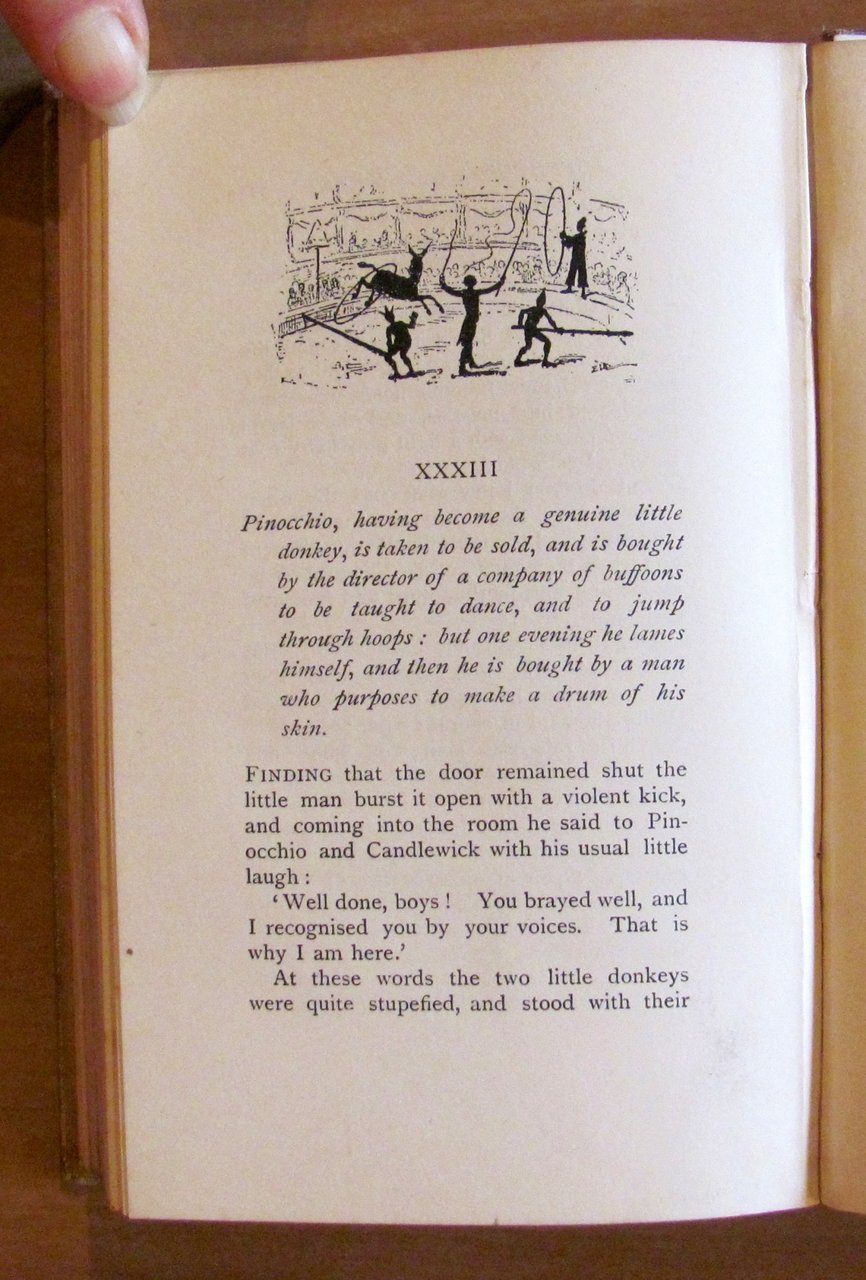 XXXIII
Pinocchio, having become a genuine little
donkey, is taken to be sold, and is bought
by the director of a company of buffoons
to be taught to dance, and to jump
through hoops : but one evening he lames
himself, and then he is bought by a man
who purposes to make a drum of his
skin.
FINDING that the door remained shut the
little man burst it open with a violent kick,
and coming into the room he said to Pin-
occhio and Candlewick with his usual little
laugh :
‘Well done, boys ! You brayed well, and
I recognised you by your voices. That is
why I am here.’
At these words the two little donkeys
were quite stupefied, and stood with their